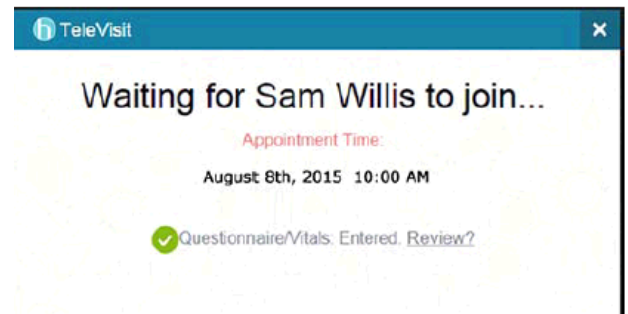 TeleVisit
Waiting for Sam Willis to join...
Appointment Time:
August 8th, 2015 10:00 AM
Questionnaire/Vitals: Entered. Review?